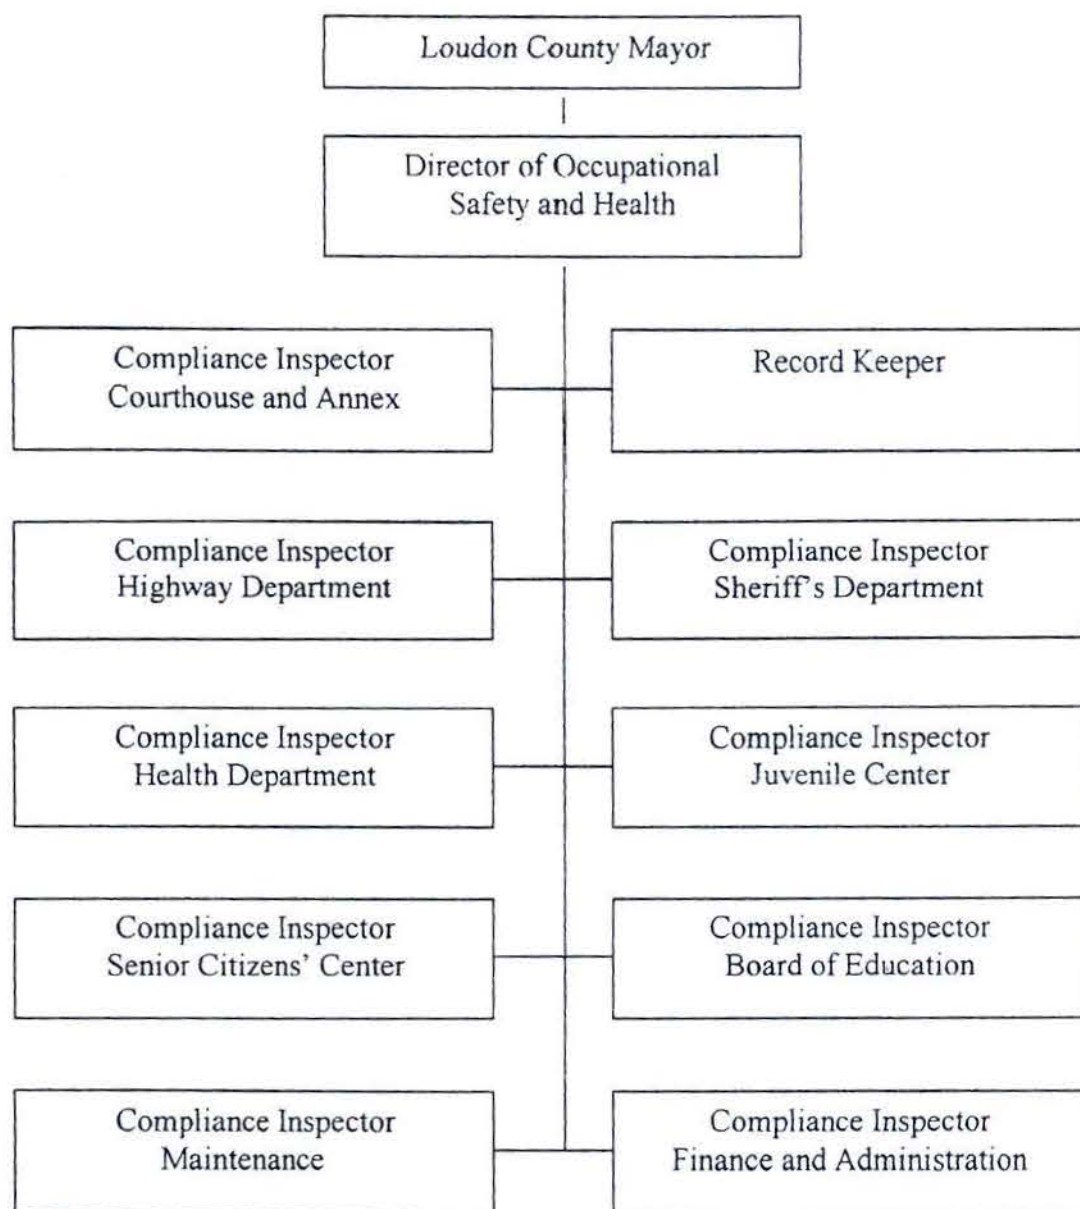 Loudon County Mayor
Director of Occupational
Safety and Health
Compliance Inspector
Courthouse and Annex
Record Keeper
Compliance Inspector
Highway Department
Compliance Inspector
Sheriff's Department
Compliance Inspector
Health Department
Compliance Inspector
Juvenile Center
Compliance Inspector
Senior Citizens' Center
Compliance Inspector
Board of Education
Compliance Inspector
Maintenance
Compliance Inspector
Finance and Administration